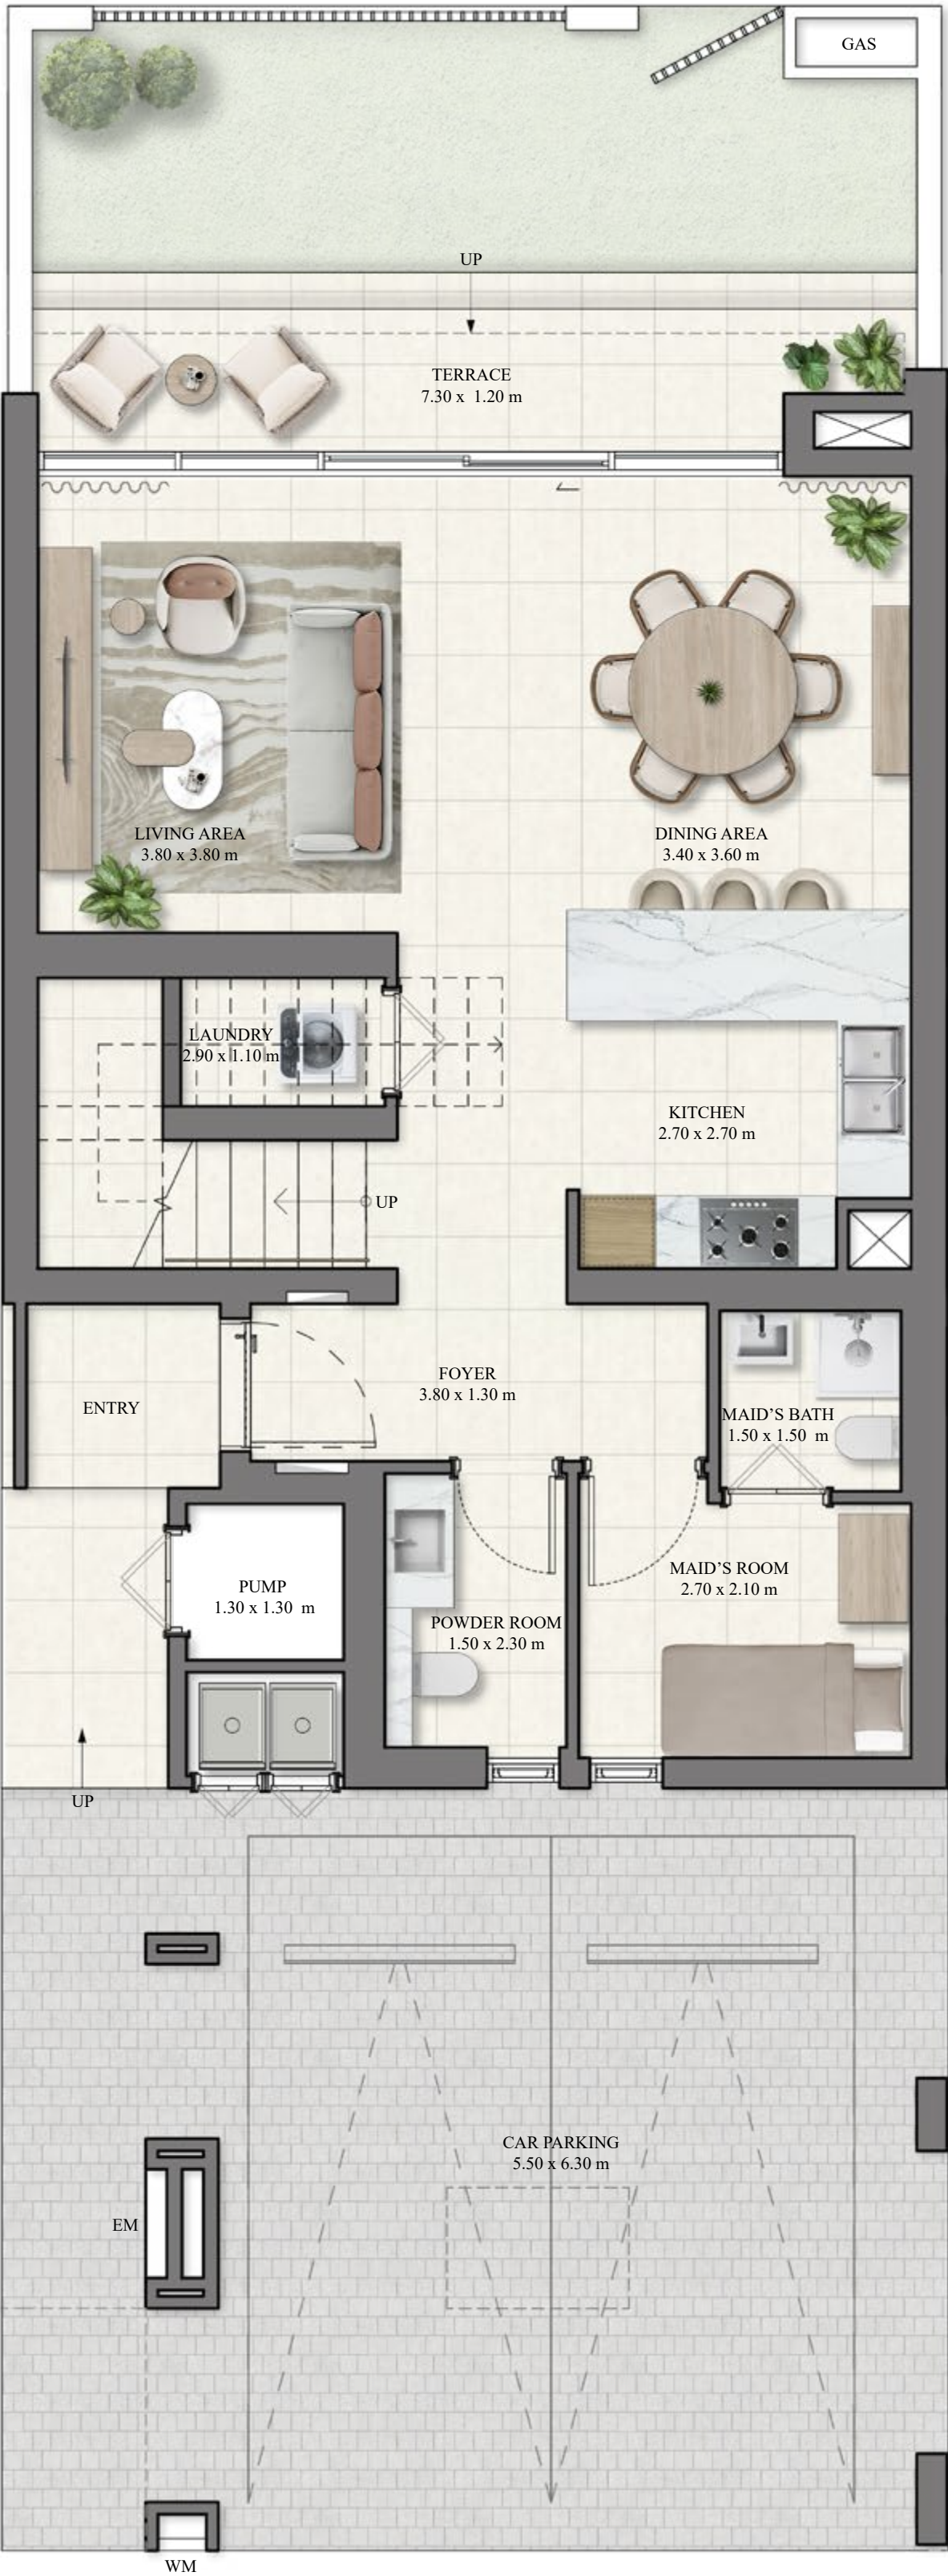 GAS
UP
TERRACE
7.30 x 1.20 m
LIVING AREA
3.80 x 3.80 m
DINING AREA
3.40 x 3.60 m
LAUNDRY
2.90 x 1.10 m
KITCHEN
2.70 x 2.70 m
UP
FOYER
3.80 x 1.30 m
ENTRY
MAID'S BATH
1.50 x 1.50 m
PUMP
1.30 x 1.30 m
MAID'S ROOM
2.70 x 2.10 m
POWDER ROOM
1.50 x 2.30 m
UP
CAR PARKING
5.50 x 6.30 m
EM
WM